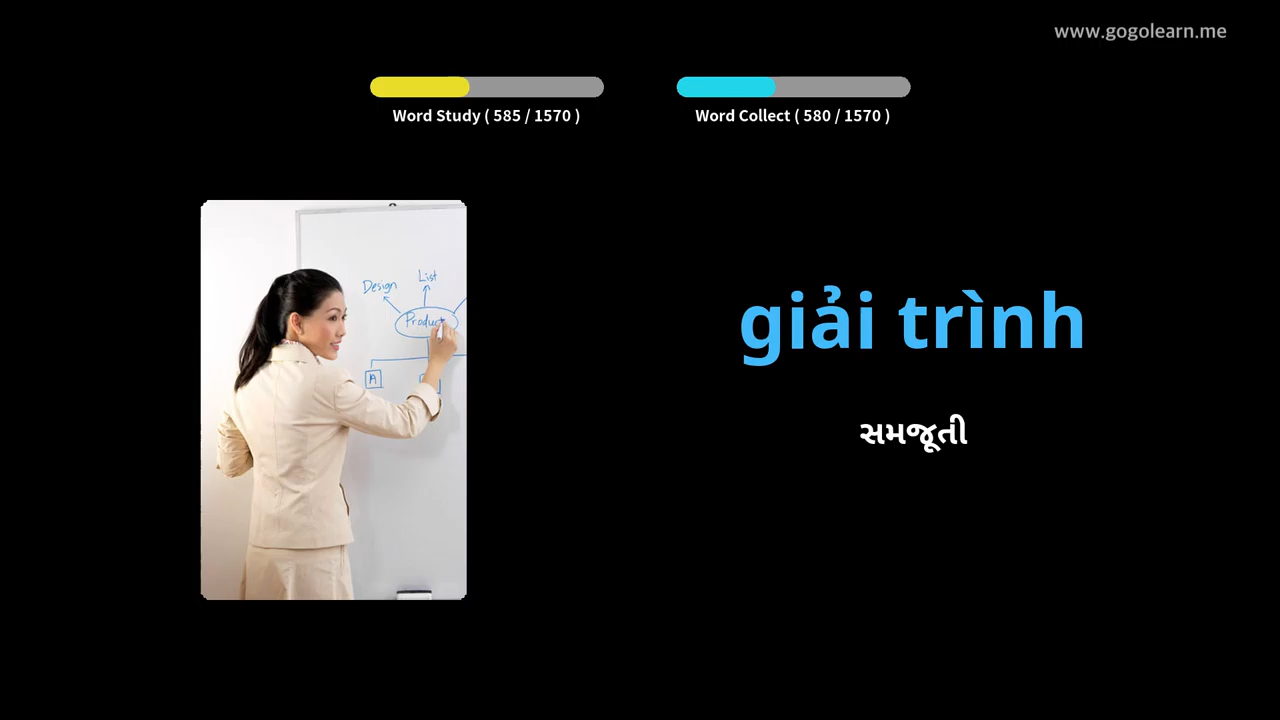 www.gogolearn.me
Word Study ( 585 / 1570 )
Word Collect ( 580 / 1570 )
List
Design
Product
A
giải trình
સમજૂતી